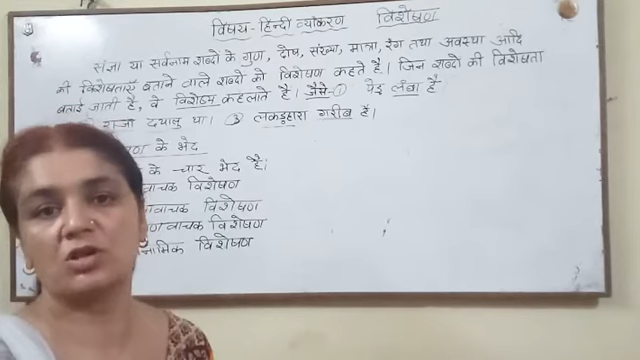 विषय-हिन्दी व्याकरण विशेषण
संज्ञा या सर्वनाम शब्दों के गुण, दोष, संख्या, मात्रा, रंग तथा अवस्था आदि
की विशेषताएँ बताने वाले शब्दों को विशेषण कहते हैं। जिन शब्दों की विशेषता
बताई जाती है, वे विशेष्य कहलाते हैं। जैसे-① पेड़ लंबा है
राजा दयालु था। ③ लकड़हारा गरीब है।
के भेद
के चार भेद है।
वाचक विशेषण
वाचक विशेषण
वाचक विशेषण
विशेषण